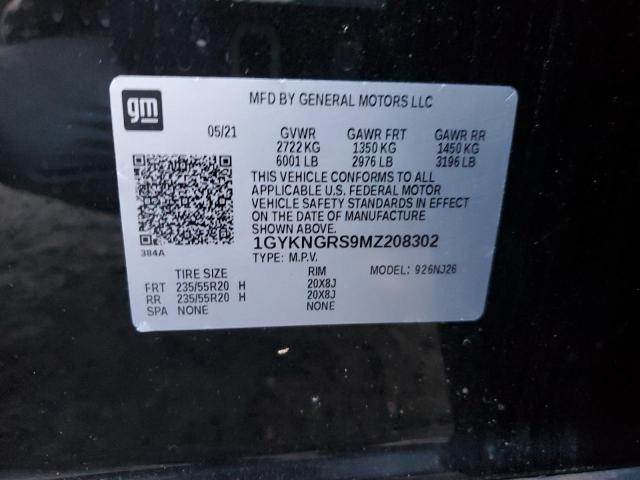 gm
MFD BY GENERAL MOTORS LLC
05/21 GVWR GAWR FRT GAWR RR
2722 KG 1350 KG 1450 KG
6001 LB 2976 LB 3196 LB
THIS VEHICLE CONFORMS TO ALL
APPLICABLE U.S. FEDERAL MOTOR
VEHICLE SAFETY STANDARDS IN EFFECT
ON THE DATE OF MANUFACTURE
SHOWN ABOVE.
384A
1GYKNGRS9MZ208302
TYPE: M.P.V. MODEL: 926NJ26
TIRE SIZE RIM
FRT 235/55R20 H 20X8J
RR 235/55R20 H 20X8J
SPA NONE NONE